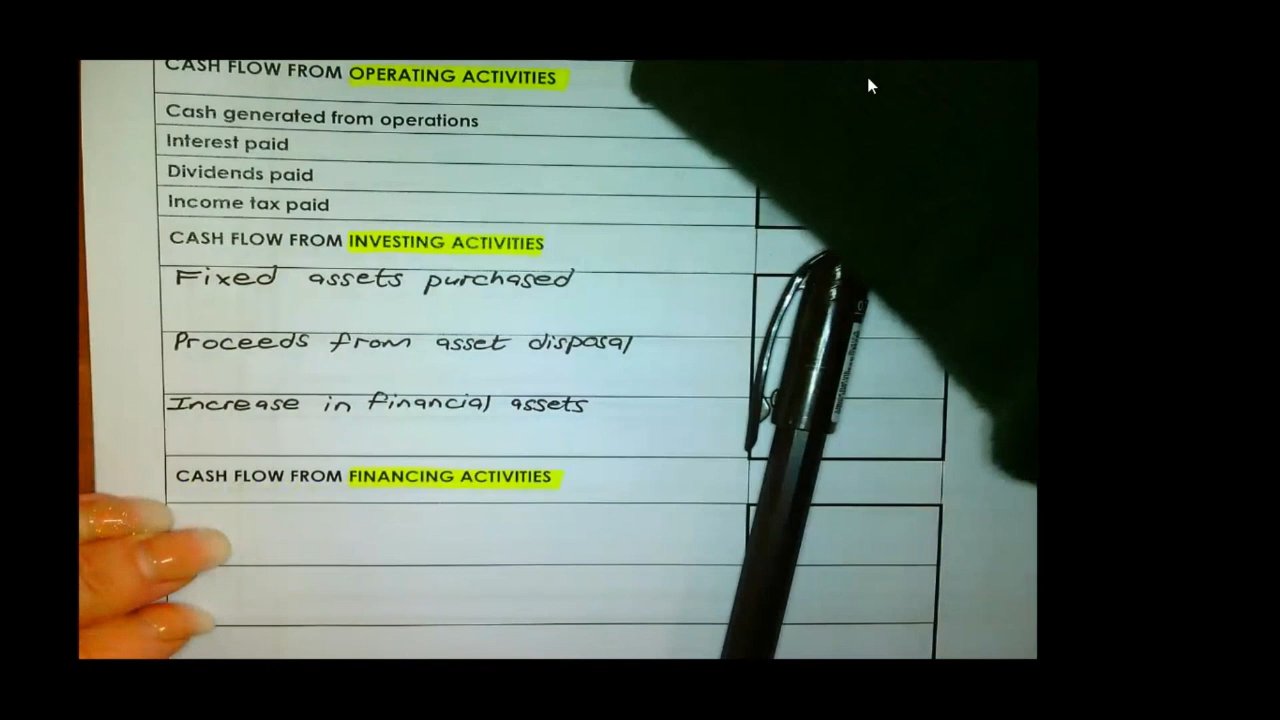 CASH FLOW FROM OPERATING ACTIVITIES
Cash generated from operations
Interest paid
Dividends paid
Income tax paid
CASH FLOW FROM INVESTING ACTIVITIES
Fixed assets purchased
Proceeds from asset disposal
Increase in financial assets
CASH FLOW FROM FINANCING ACTIVITIES